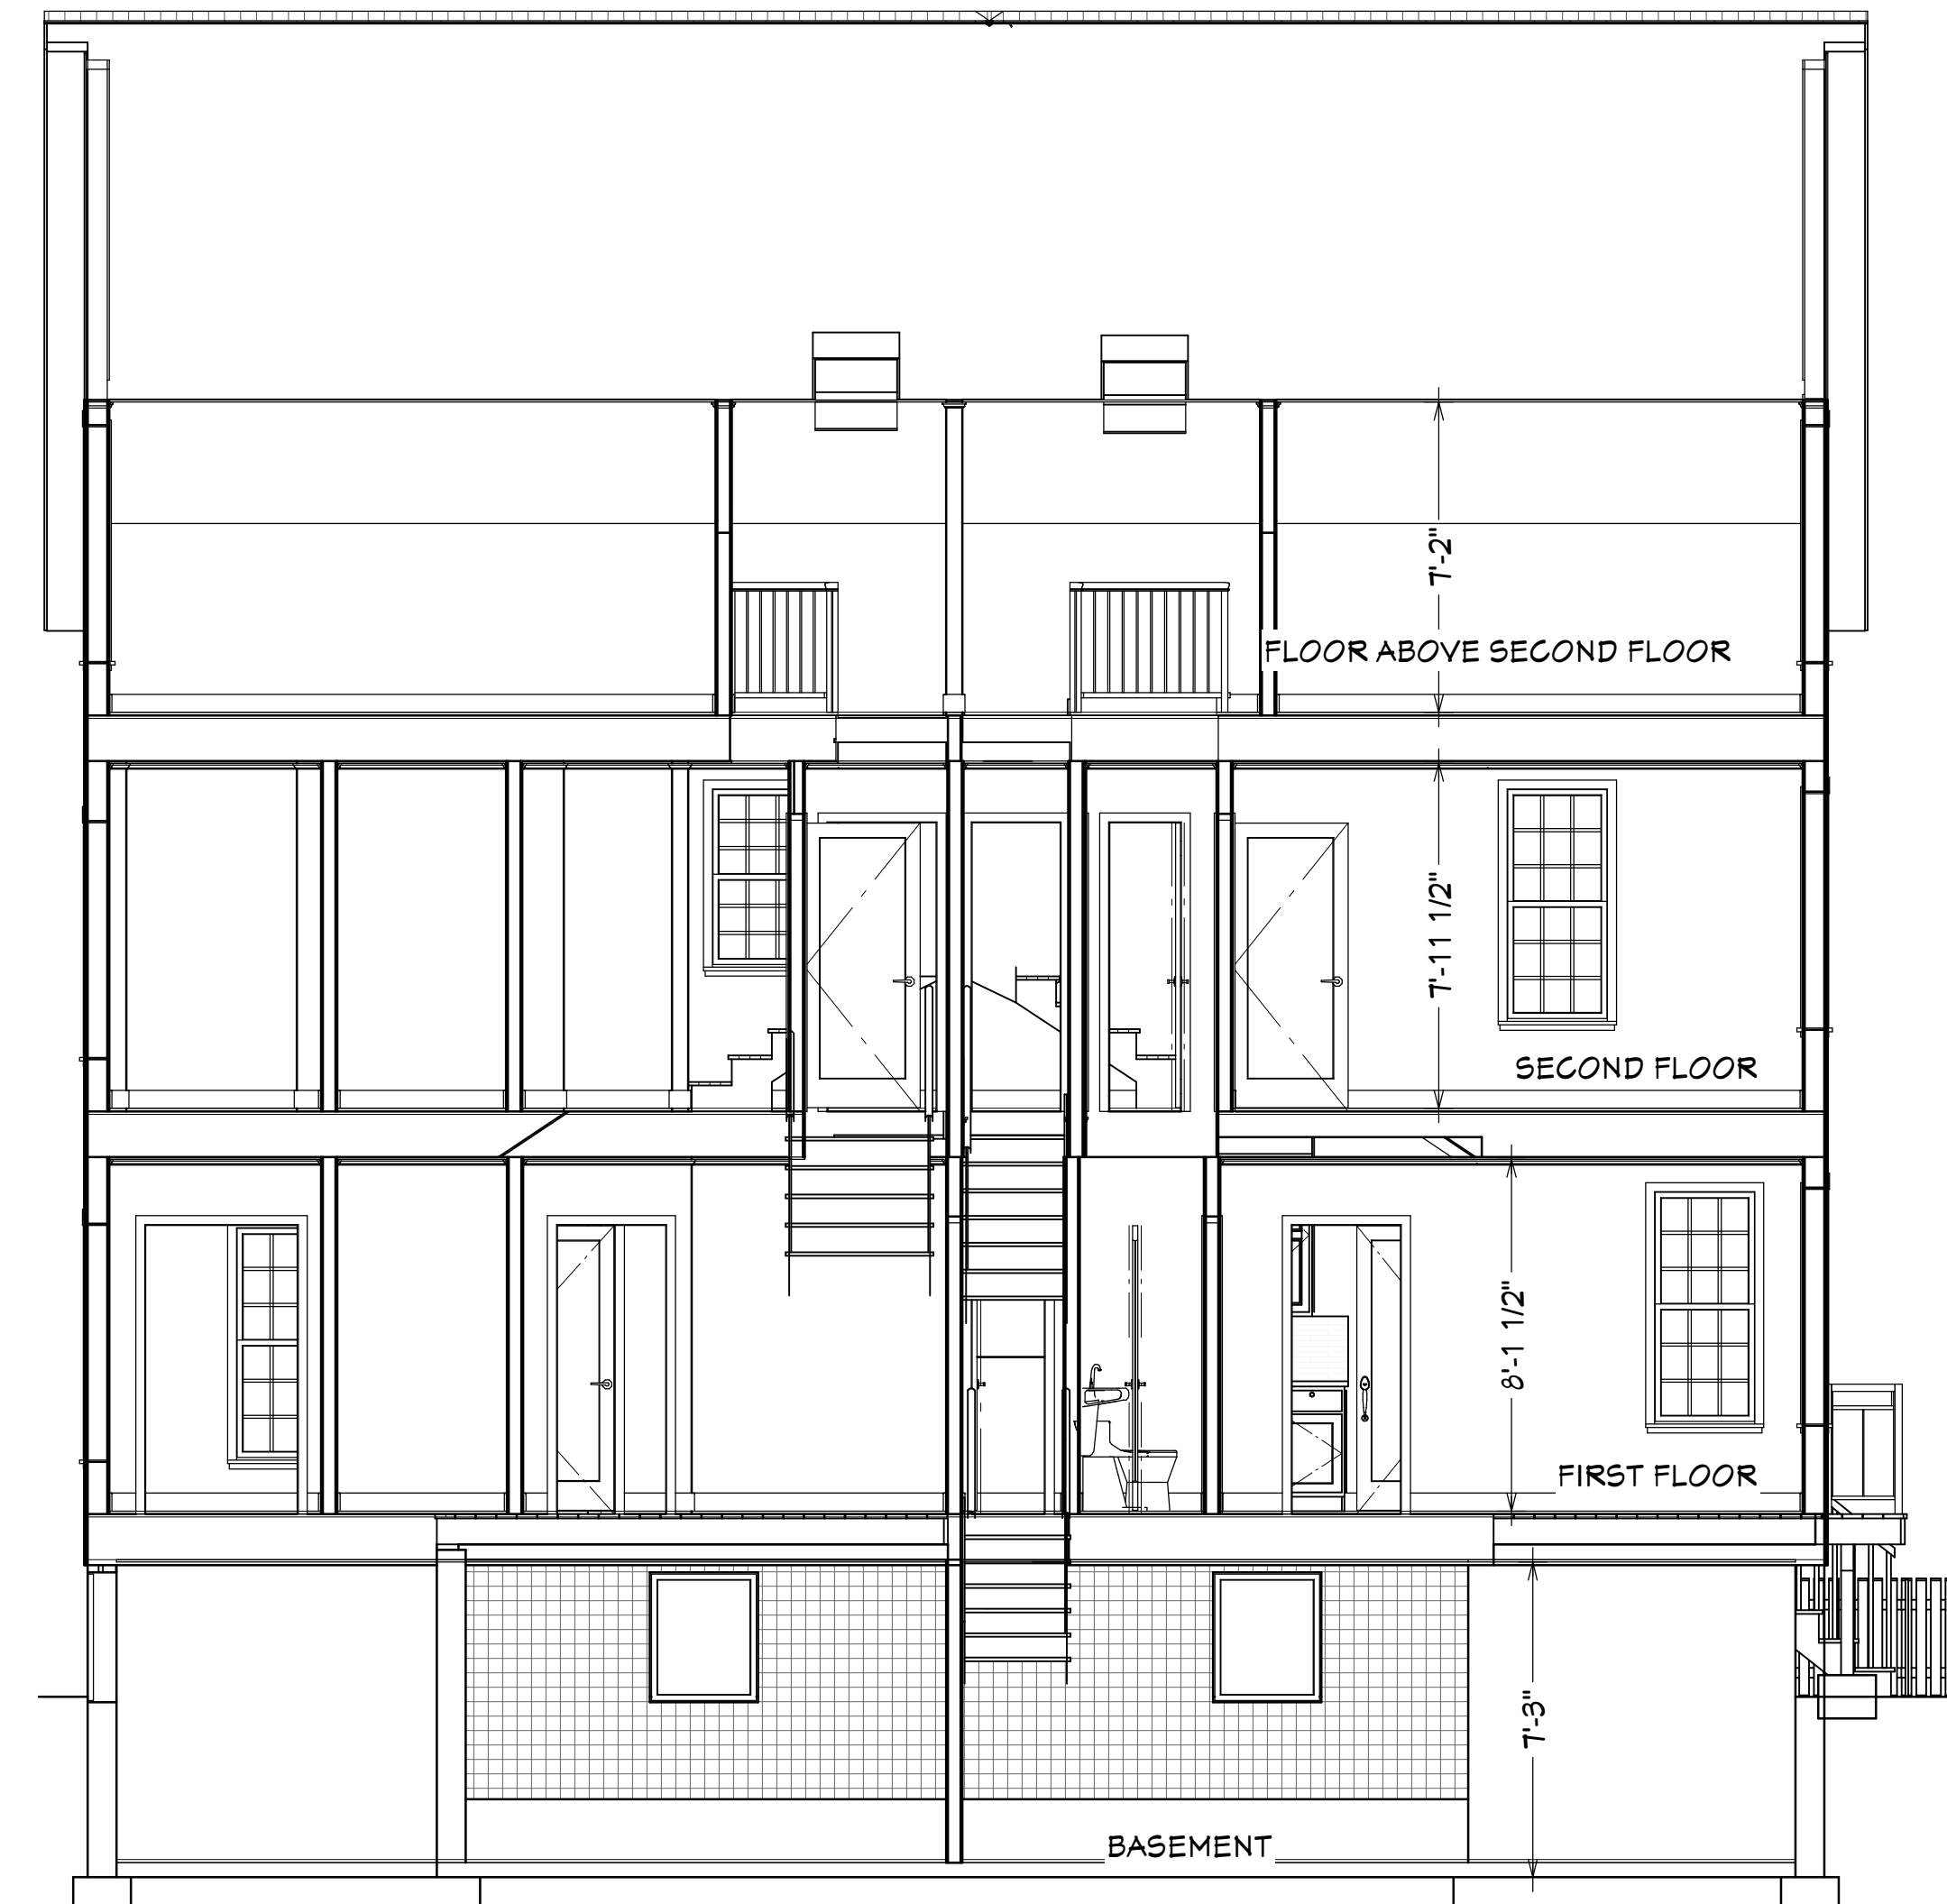 7'-2"
FLOOR ABOVE SECOND FLOOR
7'-11 1/2"
SECOND FLOOR
8'-1 1/2"
FIRST FLOOR
7'-3"
BASEMENT